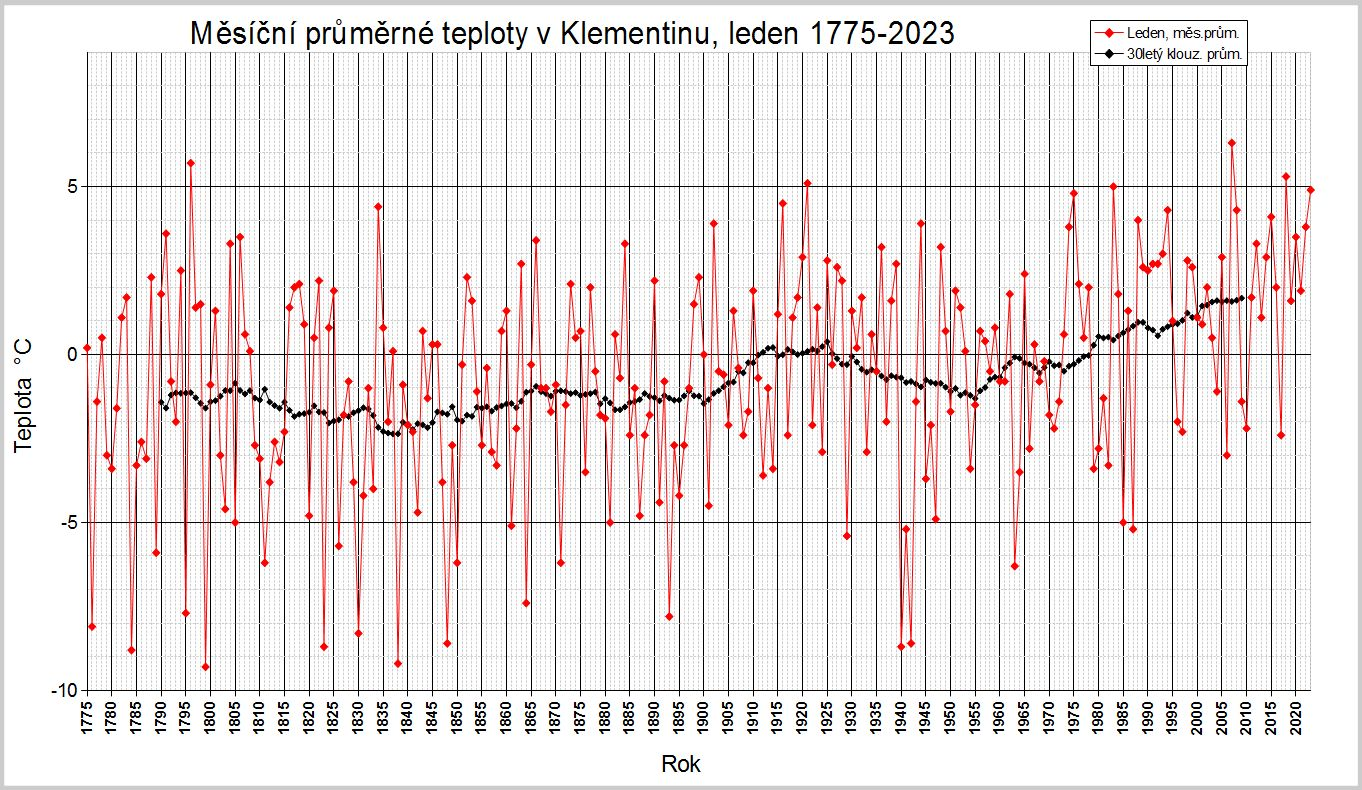 Měsíční průměrné teploty v Klementinu, leden 1775-2023
Leden, měs.prům.
30letý klouz. prům.
Teplota °C
5
0
-5
-10
1775 1780 1785 1790 1795 1800 1805 1810 1815 1820 1825 1830 1835 1840 1845 1850 1855 1860 1865 1870 1875 1880 1885 1890 1895 1900 1905 1910 1915 1920 1925 1930 1935 1940 1945 1950 1955 1960 1965 1970 1975 1980 1985 1990 1995 2000 2005 2010 2015 2020
Rok